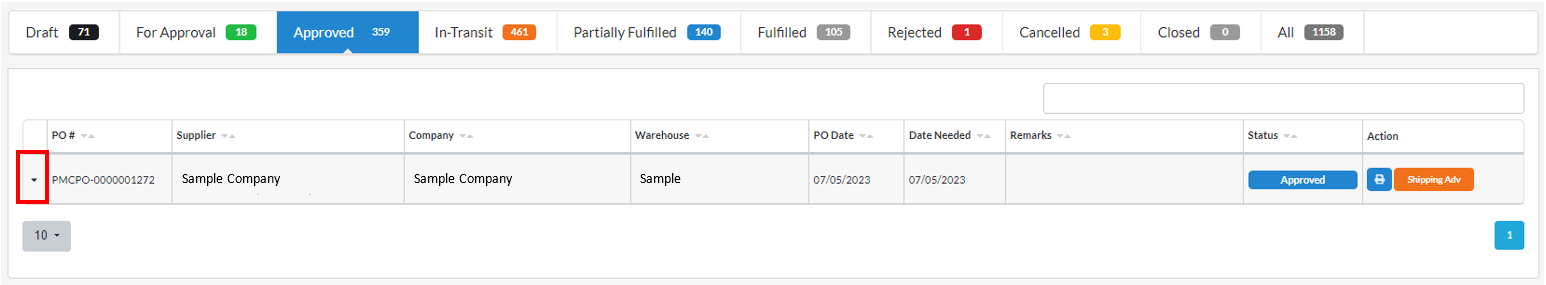 Draft 71 For Approval 18 Approved 359 In-Transit 461 Partially Fulfilled 140 Fulfilled 105 Rejected 1 Cancelled 3 Closed 0 All 1158
PO # Supplier Company Warehouse PO Date Date Needed Remarks Status Action
PMCPO-0000001272 Sample Company Sample Company Sample 07/05/2023 07/05/2023 Approved Shipping Adv
10 1